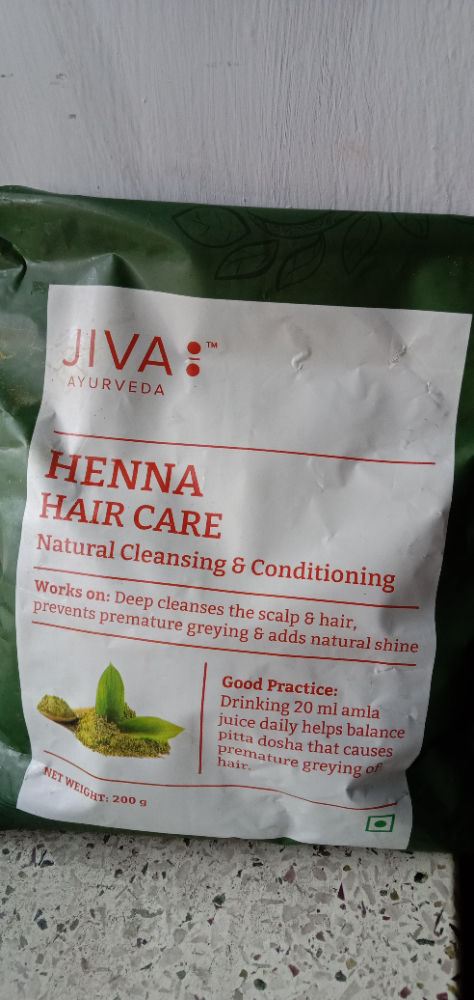 JIVA ™
AYURVEDA
HENNA
HAIR CARE
Natural Cleansing & Conditioning
Works on: Deep cleanses the scalp & hair,
prevents premature greying & adds natural shine
Good Practice:
Drinking 20 ml amla
juice daily helps balance
pitta dosha that causes
premature greying of
hair.
NET WEIGHT: 200 g